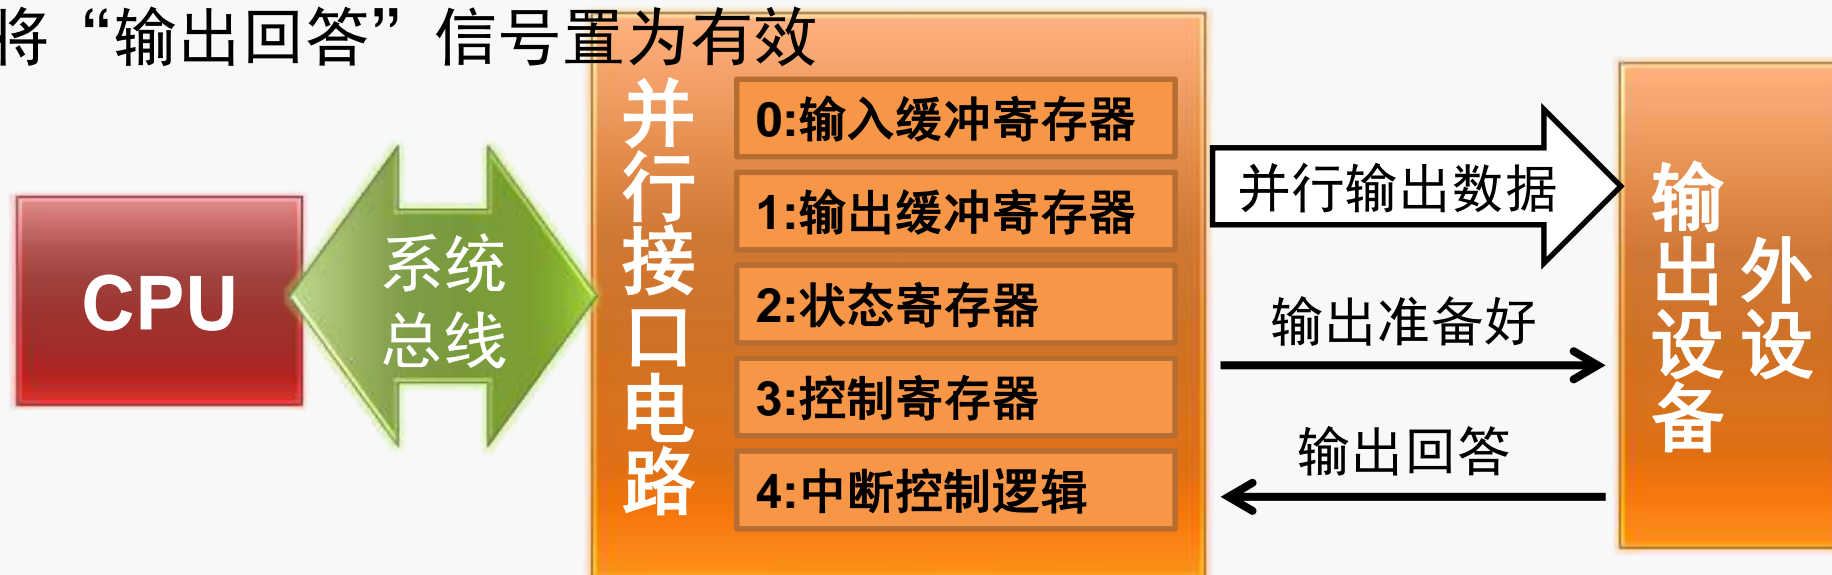 将“输出回答”信号置为有效
CPU
系统
总线
并行接口电路
0:输入缓冲寄存器
1:输出缓冲寄存器
2:状态寄存器
3:控制寄存器
4:中断控制逻辑
并行输出数据
输出准备好
输出回答
输出设备
外设